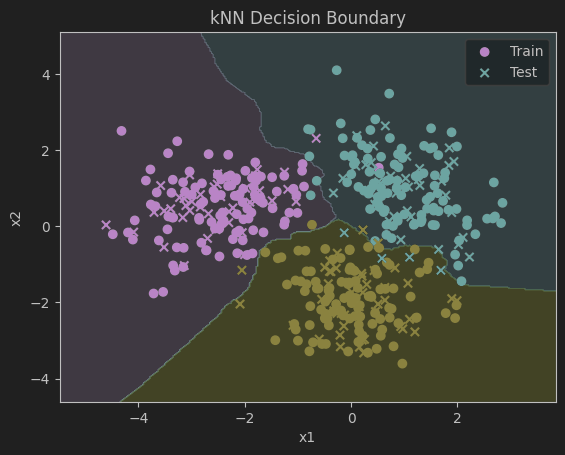 kNN Decision Boundary
Train
Test
4
2
0
−2
−4
x2
−4
−2
0
2
x1